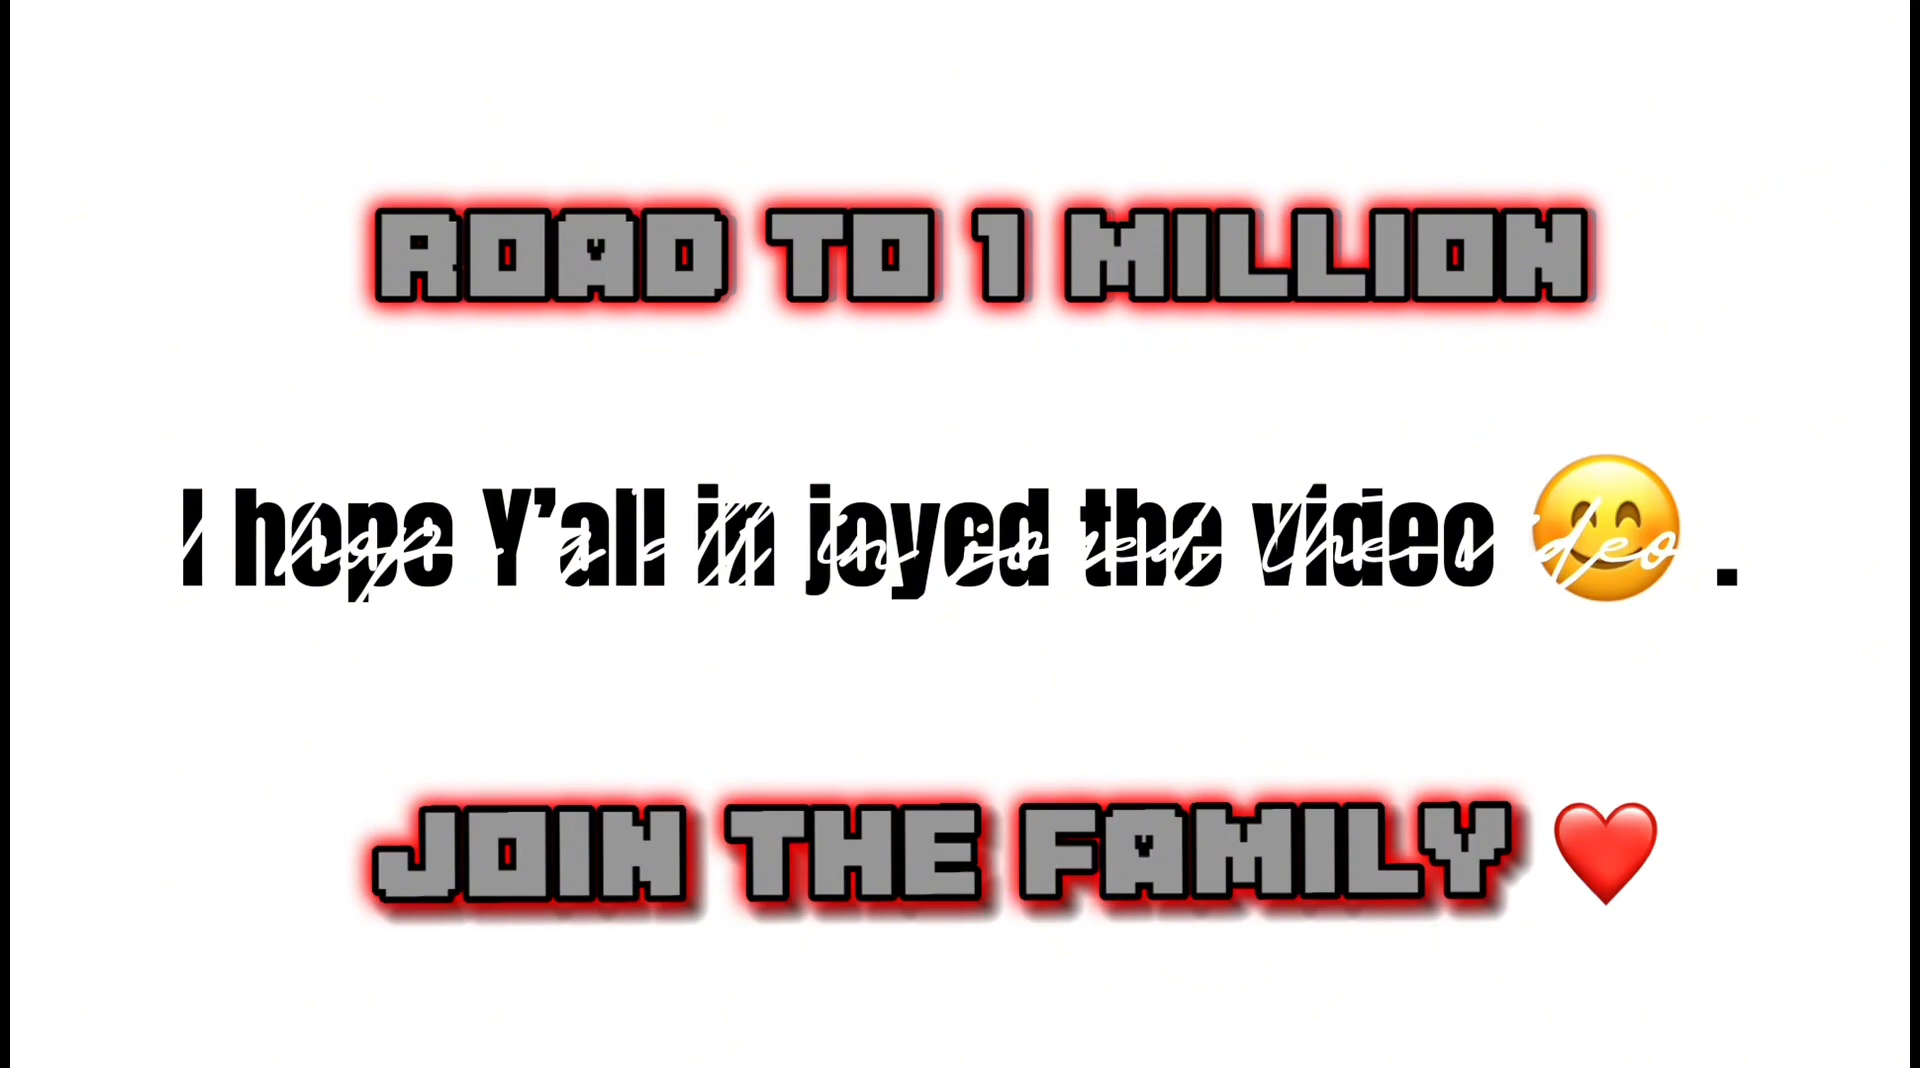 ROAD TO 1 MILLION
I hope Y’all in joyed the video 😊 .
JOIN THE FAMILY ❤️